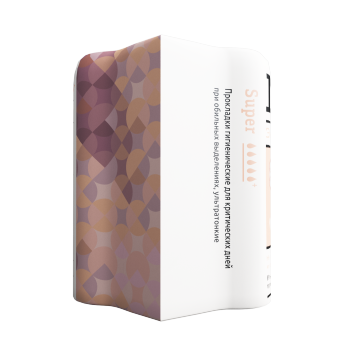 Super
Прокладки гигиенические для критических дней
при обильных выделениях, ультратонкие